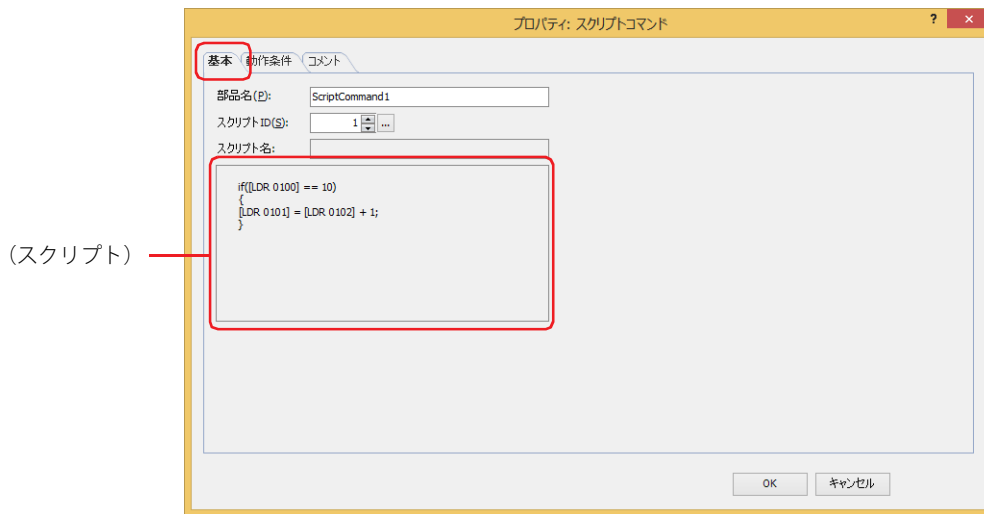 プロパティ: スクリプトコマンド
?
×
基本 動作条件 コメント
部品名(P): ScriptCommand1
スクリプトID(S): 1 ...
スクリプト名:
if([LDR 0100] == 10)
{
[LDR 0101] = [LDR 0102] + 1;
}
（スクリプト）
OK キャンセル